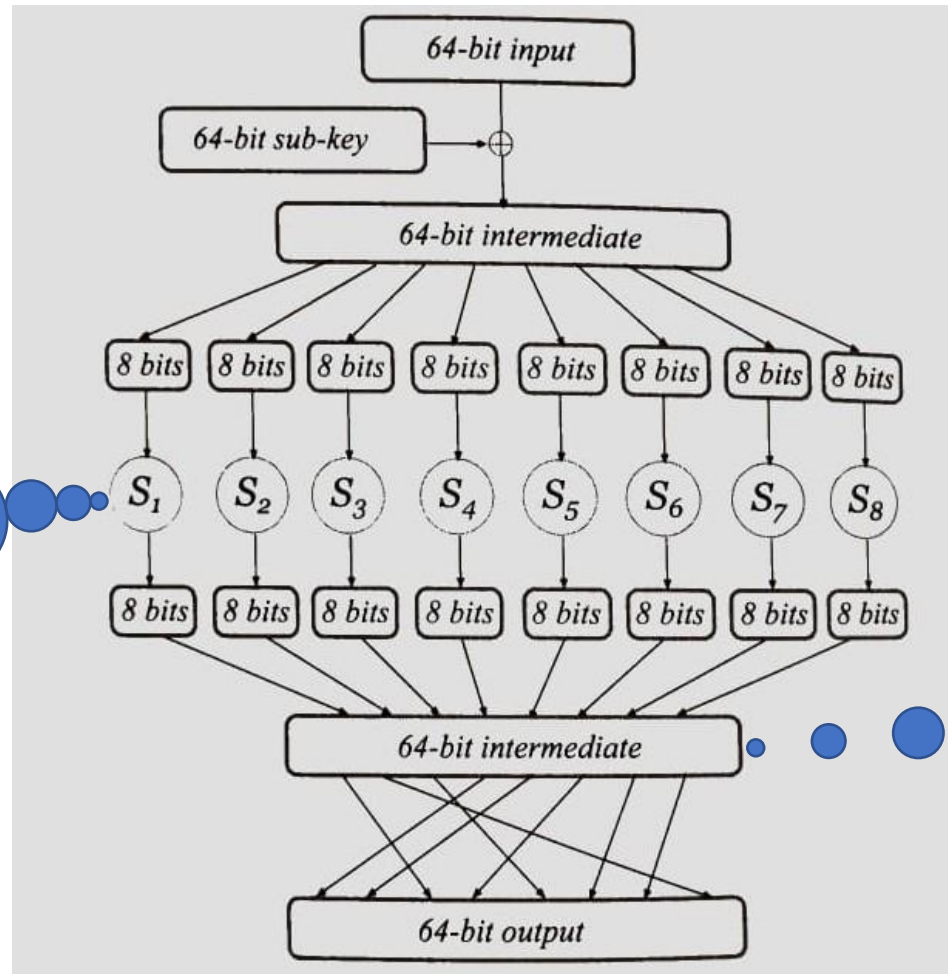 64-bit input
64-bit sub-key
64-bit intermediate
8 bits 8 bits 8 bits 8 bits 8 bits 8 bits 8 bits 8 bits
S1 S2 S3 S4 S5 S6 S7 S8
8 bits 8 bits 8 bits 8 bits 8 bits 8 bits 8 bits 8 bits
64-bit intermediate
64-bit output